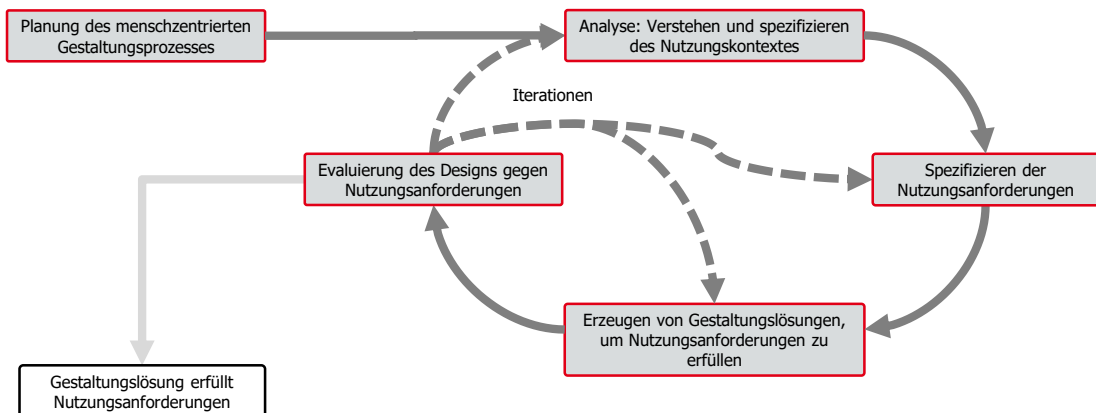 Planung des menschzentrierten
Gestaltungsprozesses
Analyse: Verstehen und spezifizieren
des Nutzungskontextes
Iterationen
Evaluierung des Designs gegen
Nutzungsanforderungen
Spezifizieren der
Nutzungsanforderungen
Erzeugen von Gestaltungslösungen,
um Nutzungsanforderungen zu
erfüllen
Gestaltungslösung erfüllt
Nutzungsanforderungen